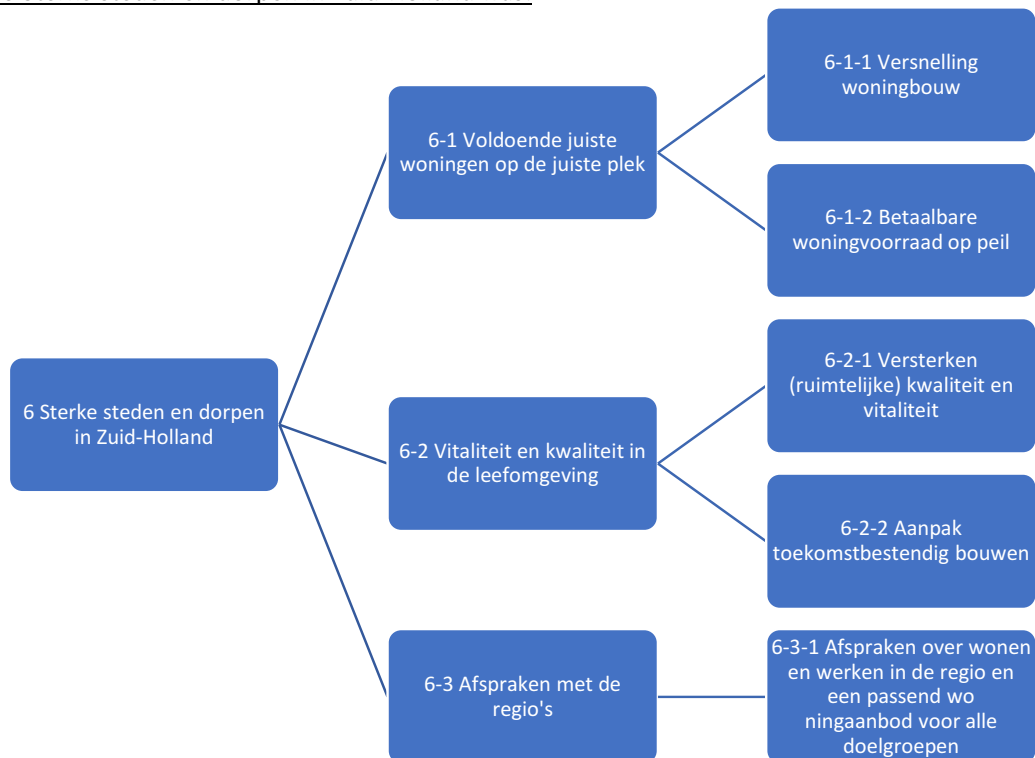 6-1-1 Versnelling
woningbouw
6-1 Voldoende juiste
woningen op de juiste plek
6-1-2 Betaalbare
woningvoorraad op peil
6 Sterke steden en dorpen
in Zuid-Holland
6-2 Vitaliteit en kwaliteit in
de leefomgeving
6-2-1 Versterken
(ruimtelijke) kwaliteit en
vitaliteit
6-2-2 Aanpak
toekomstbestendig bouwen
6-3 Afspraken met de
regio's
6-3-1 Afspraken over wonen
en werken in de regio en
een passend wo
ningaanbod voor alle
doelgroepen